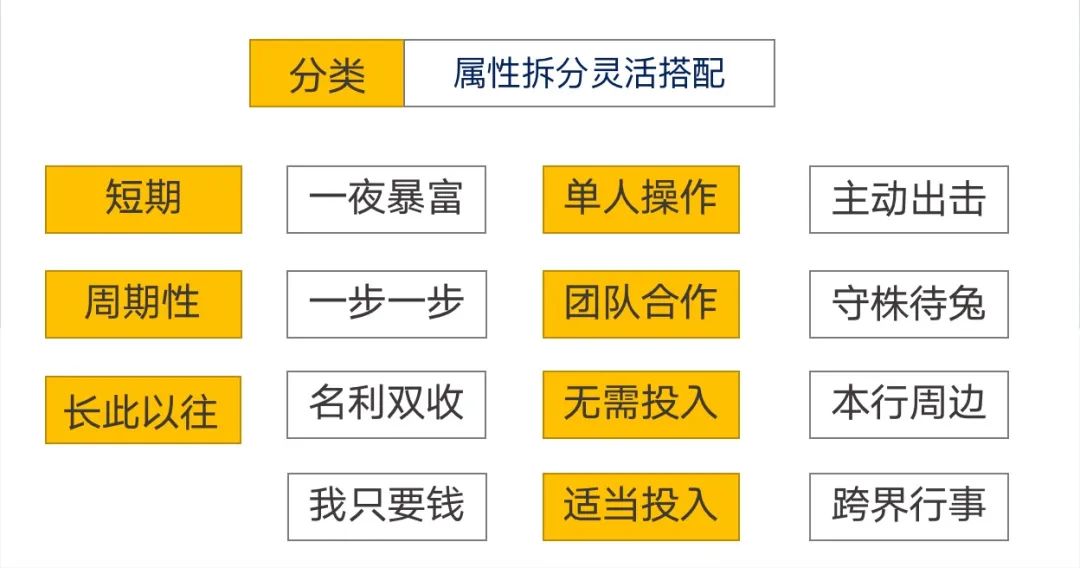 分类
属性拆分灵活搭配
短期
一夜暴富
单人操作
主动出击
周期性
一步一步
团队合作
守株待兔
长此以往
名利双收
无需投入
本行周边
我只要钱
适当投入
跨界行事